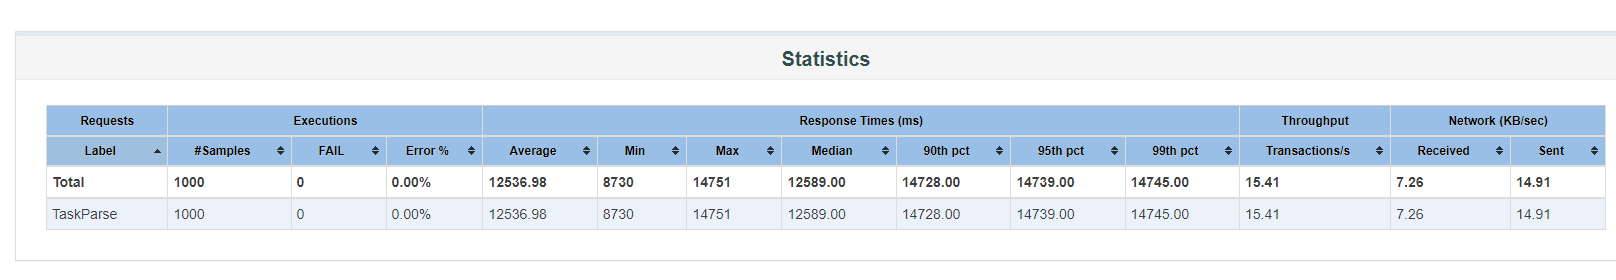 Statistics
Requests Executions Response Times (ms) Throughput Network (KB/sec)
Label #Samples FAIL Error % Average Min Max Median 90th pct 95th pct 99th pct Transactions/s Received Sent
Total 1000 0 0.00% 12536.98 8730 14751 12589.00 14728.00 14739.00 14745.00 15.41 7.26 14.91
TaskParse 1000 0 0.00% 12536.98 8730 14751 12589.00 14728.00 14739.00 14745.00 15.41 7.26 14.91